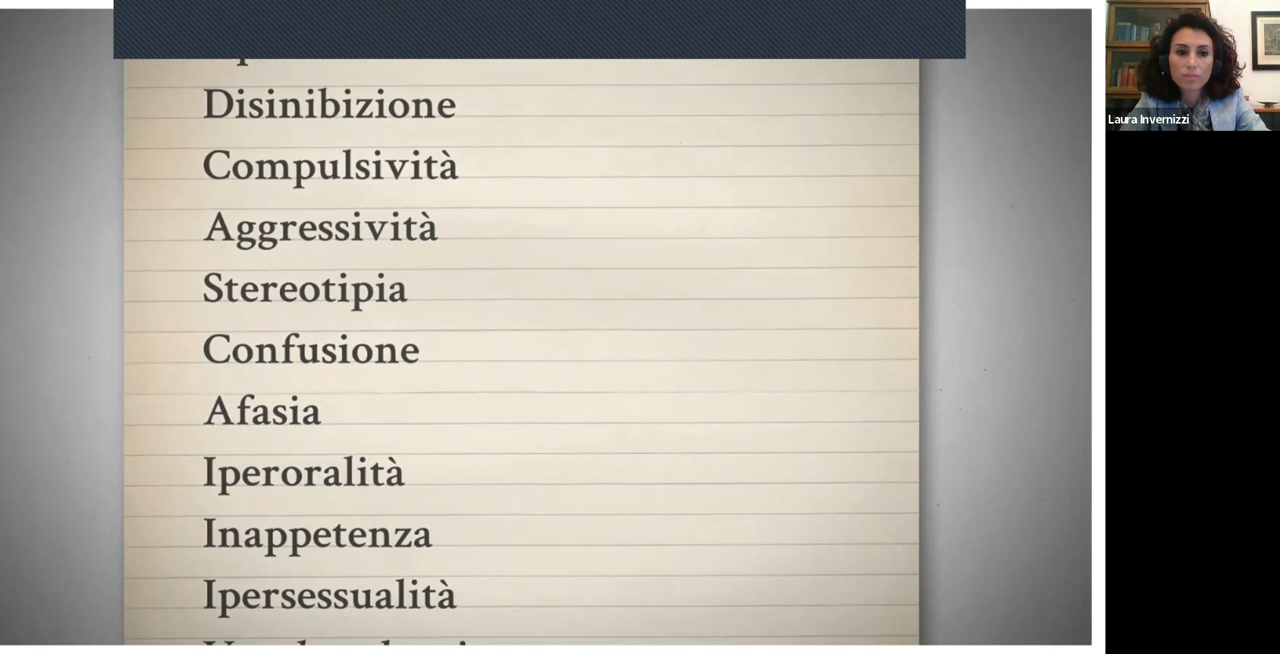 Disinibizione
Compulsività
Aggressività
Stereotipia
Confusione
Afasia
Iperoralità
Inappetenza
Ipersessualità
Laura Invernizzi